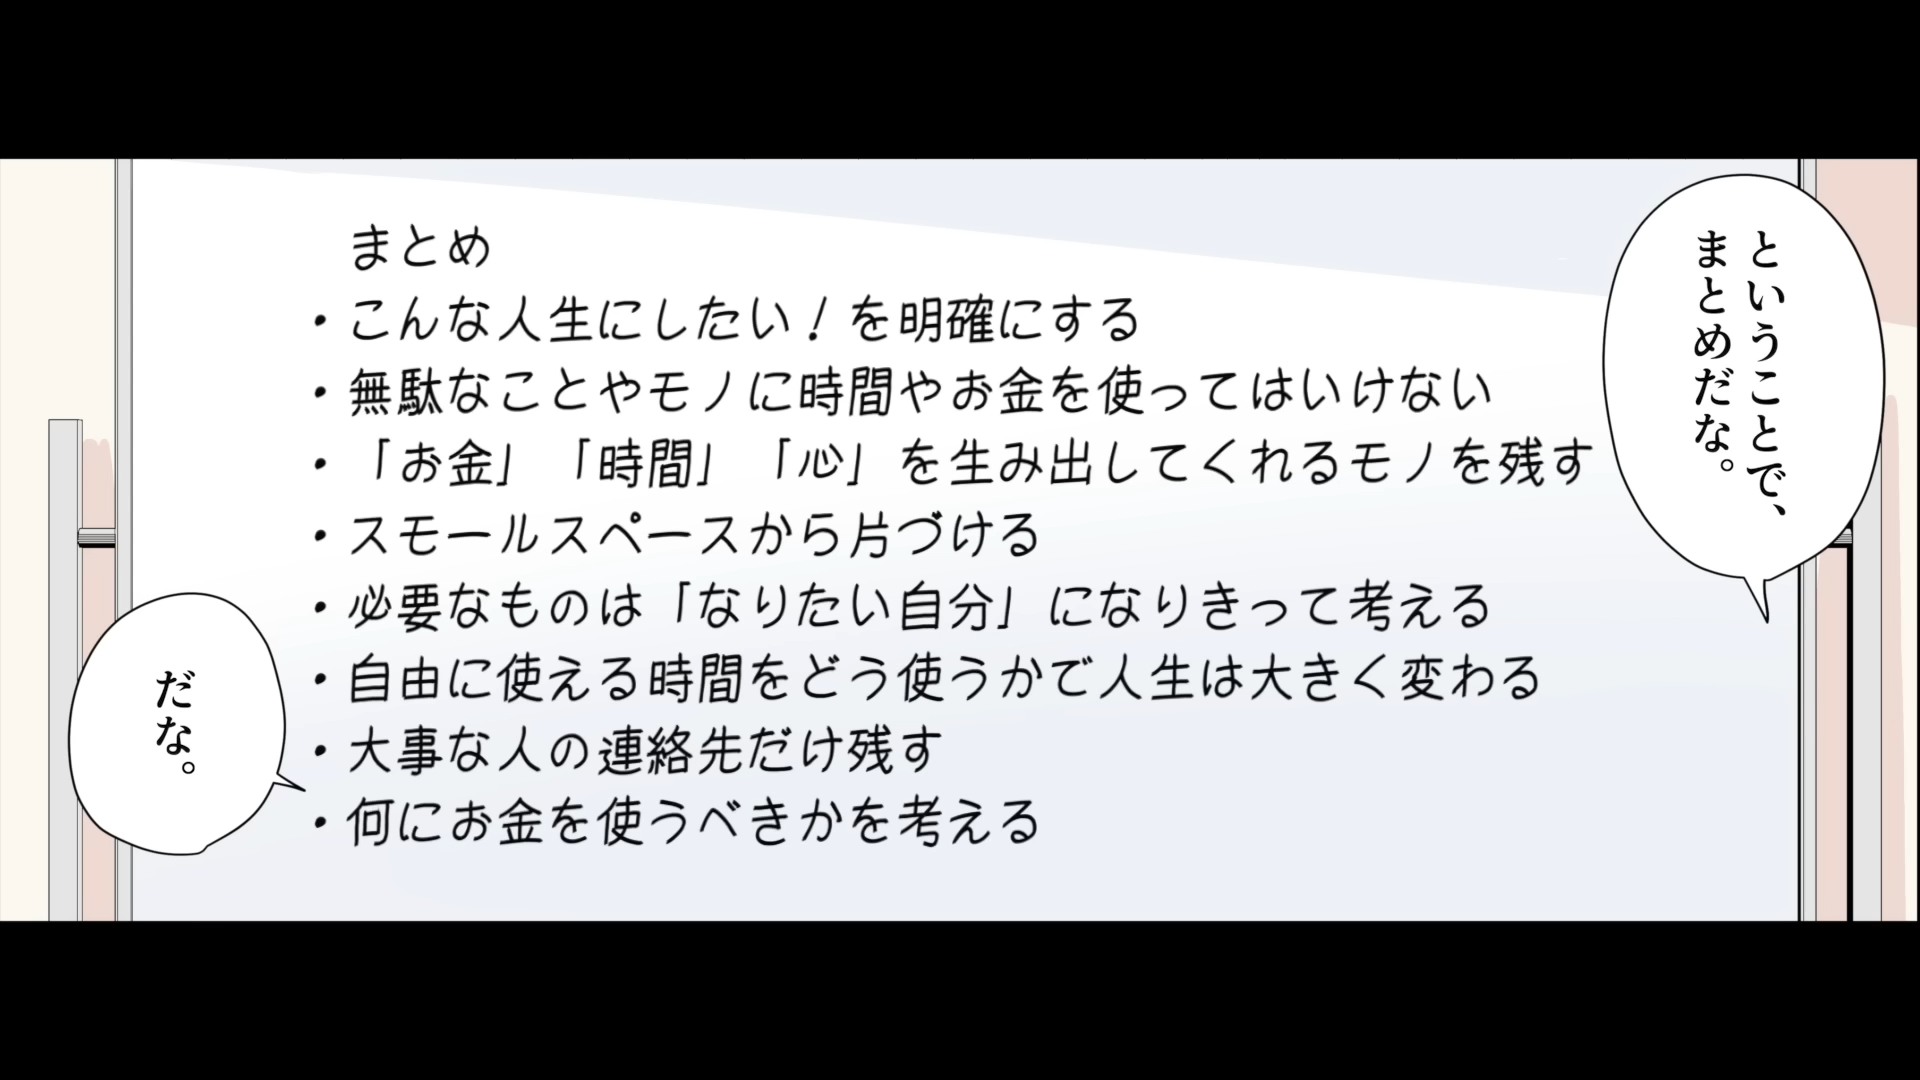 ということで、
まとめだな。
まとめ
・こんな人生にしたい！を明確にする
・無駄なことやモノに時間やお金を使ってはいけない
・「お金」「時間」「心」を生み出してくれるモノを残す
・スモールスペースから片づける
・必要なものは「なりたい自分」になりきって考える
・自由に使える時間をどう使うかで人生は大きく変わる
・大事な人の連絡先だけ残す
・何にお金を使うべきかを考える
だな。